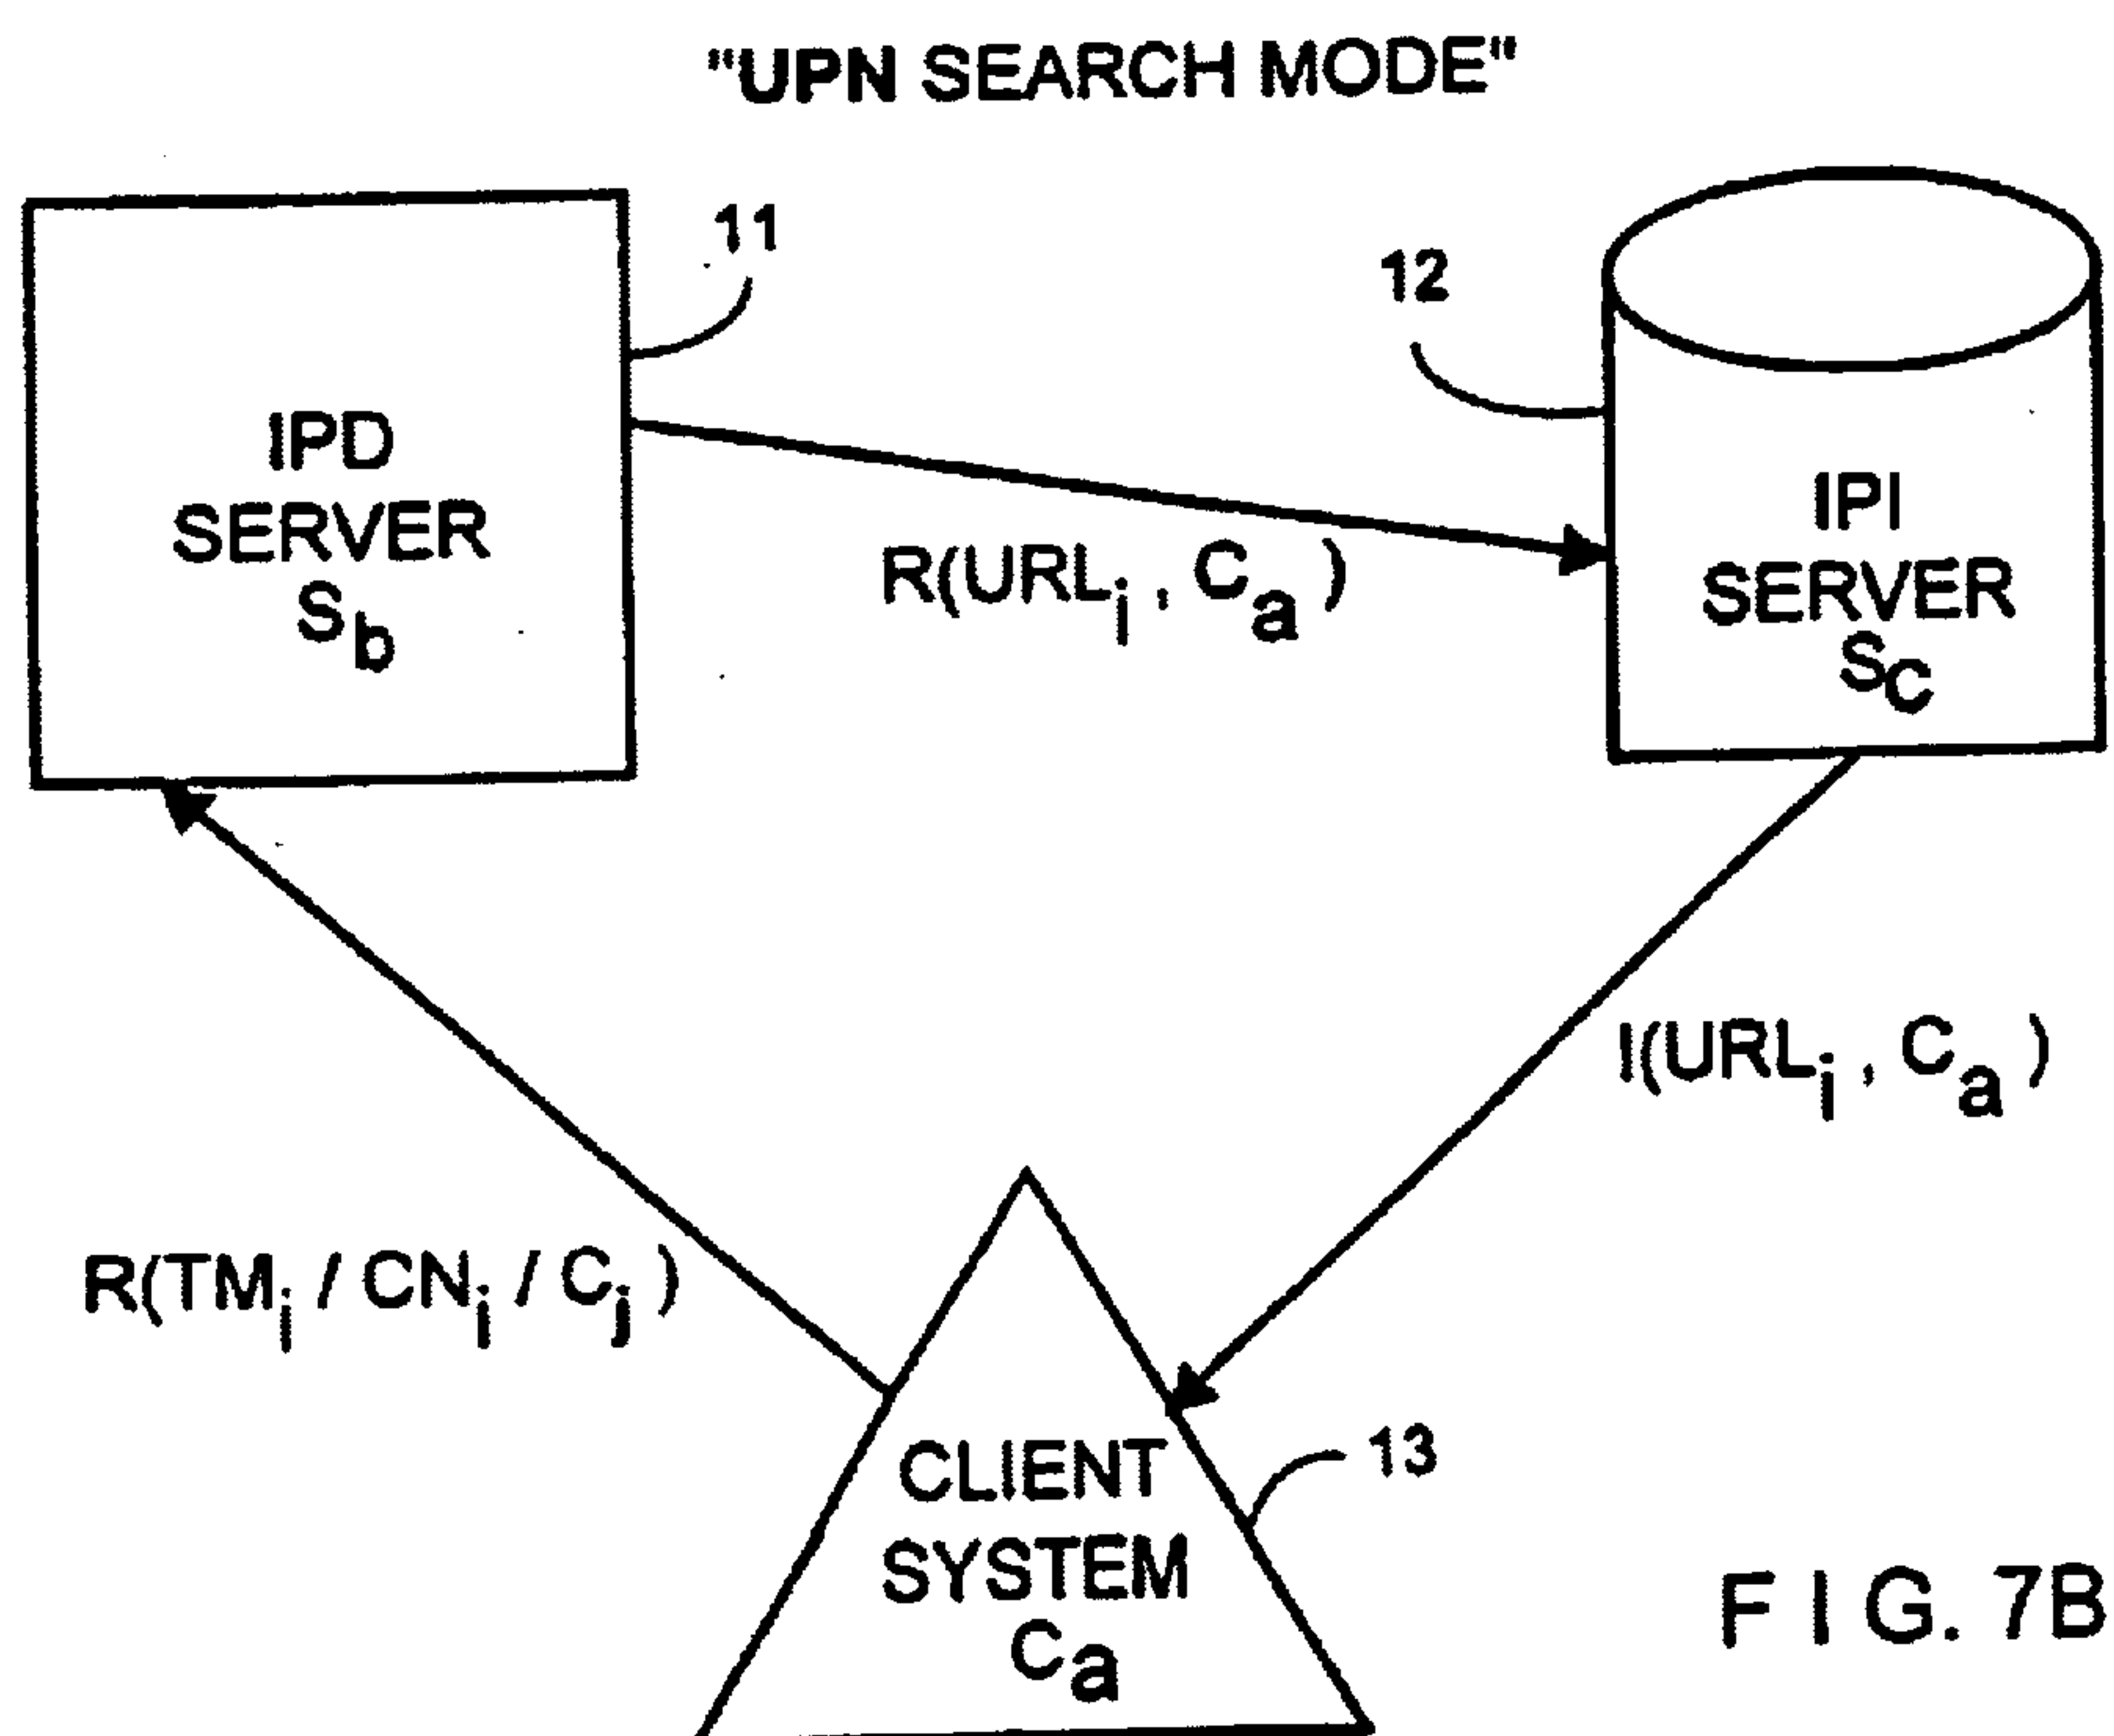 "UPN SEARCH MODE"
11
12
IPD
SERVER
Sb
IPI
SERVER
SC
R(URLi, Ca)
I(URLi, Ca)
R(TMi / CNi / Cj)
CLIENT
SYSTEM
Ca
13
FIG. 7B